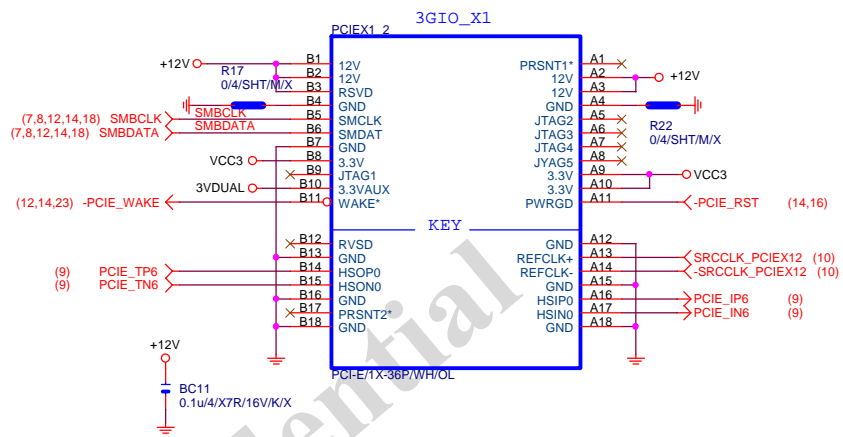 3GIO_X1
PCIEX1_2
+12V
R17
0/4/SHT/M/X
B1 12V
B2 12V
B3 RSVD
B4 GND
(7,8,12,14,18) SMBCLK SMBCLK B5 SMCLK
(7,8,12,14,18) SMBDATA SMBDATA B6 SMDAT
B7 GND
VCC3 B8 3.3V
B9 JTAG1
3VDUAL B10 3.3VAUX
(12,14,23) -PCIE_WAKE B11 WAKE*
PRSNT1* A1
12V A2 +12V
12V A3
GND A4
JTAG2 A5
JTAG3 A6
JTAG4 A7
JYAG5 A8
R22
0/4/SHT/M/X
3.3V A9 VCC3
3.3V A10
PWRGD A11 -PCIE_RST (14,16)
KEY
B12 RVSD
B13 GND
(9) PCIE_TP6 B14 HSOP0
(9) PCIE_TN6 B15 HSON0
B16 GND
B17 PRSNT2*
B18 GND
GND A12
REFCLK+ A13 SRCCLK_PCIEX12 (10)
REFCLK- A14 -SRCCLK_PCIEX12 (10)
GND A15
HSIP0 A16 PCIE_IP6 (9)
HSIN0 A17 PCIE_IN6 (9)
GND A18
PCI-E/1X-36P/WH/OL
+12V
BC11
0.1u/4/X7R/16V/K/X